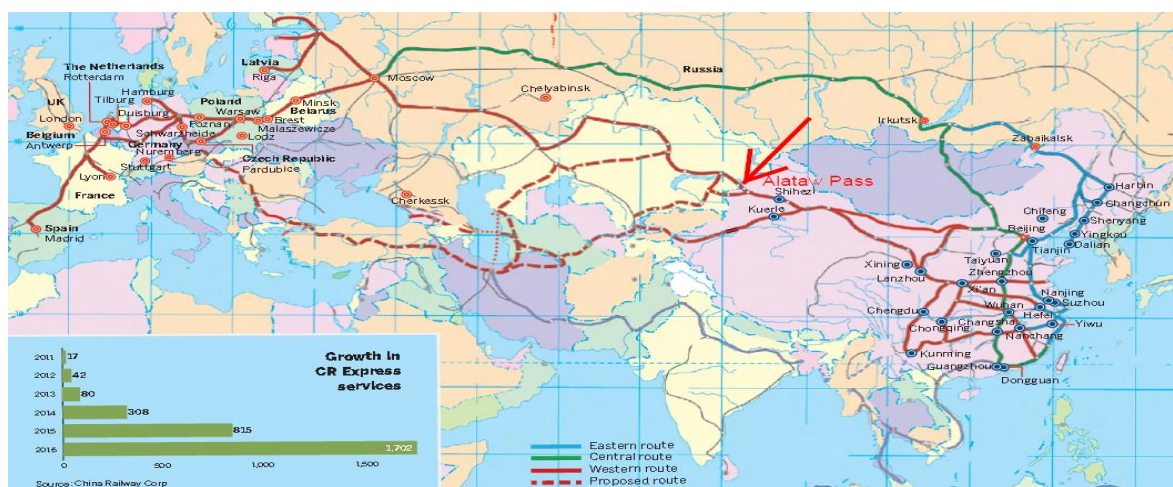 Latvia
Riga
Moscow
Russia
The Netherlands
Rotterdam
Hamburg
Tilburg
UK
London
Duisburg
Poland
Warsaw
Poznan
Minsk
Belarus
Brest
Malaszewicze
Belgium
Antwerp
Schwarzheide
Germany
Nuremberg
Lodz
Czech Republic
Pardubice
Stuttgart
Lyon
France
Spain
Madrid
Chelyabinsk
Cherkessk
Irkutsk
Zabaikalsk
Alataw Pass
Shihezi
Kuerle
Harbin
Changchun
Chifeng
Shenyang
Beijing
Yingkou
Tianjin
Dalian
Taiyuan
Xining
Lanzhou
Zhengzhou
Xi'an
Nanjing
Suzhou
Wuhan
Hefei
Chengdu
Changsha
Yiwu
Chongqing
Nanchang
Kunming
Guangzhou
Dongguan
Growth in
CR Express
services
2011 17
2012 42
2013 80
2014 308
2015 815
2016 1,702
0 500 1,000 1,500
Source: China Railway Corp
Eastern route
Central route
Western route
Proposed route